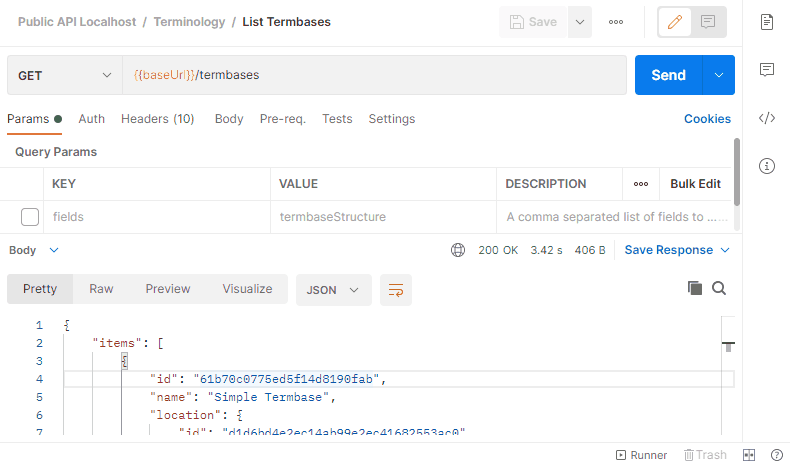 Public API Localhost / Terminology / List Termbases
Save
GET
{{baseUrl}}/termbases
Send
Params Auth Headers (10) Body Pre-req. Tests Settings
Cookies
Query Params
KEY VALUE DESCRIPTION Bulk Edit
fields termbaseStructure A comma separated list of fields to ......
Body
200 OK 3.42 s 406 B Save Response
Pretty Raw Preview Visualize JSON
1 {
2 "items": [
3 {
4 "id": "61b70c0775ed5f14d8190fab",
5 "name": "Simple Termbase",
6 "location": {
7 "id": "d1d6bd4e2ec14ab99e2ec41682553ac0"
Runner Trash